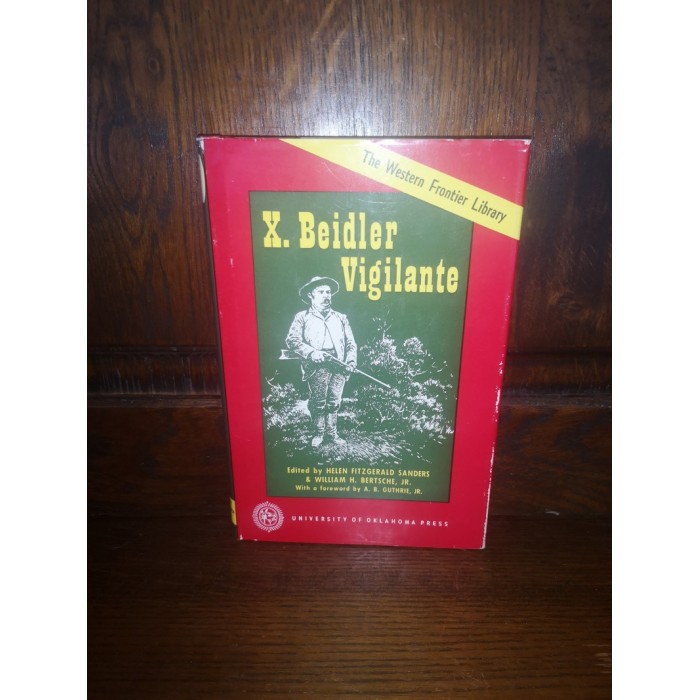 The Western Frontier Library
X. Beidler
Vigilante
Edited by HELEN FITZGERALD SANDERS
& WILLIAM H. BERTSCHE, JR.
With a foreword by A. B. GUTHRIE, JR.
UNIVERSITY OF OKLAHOMA PRESS